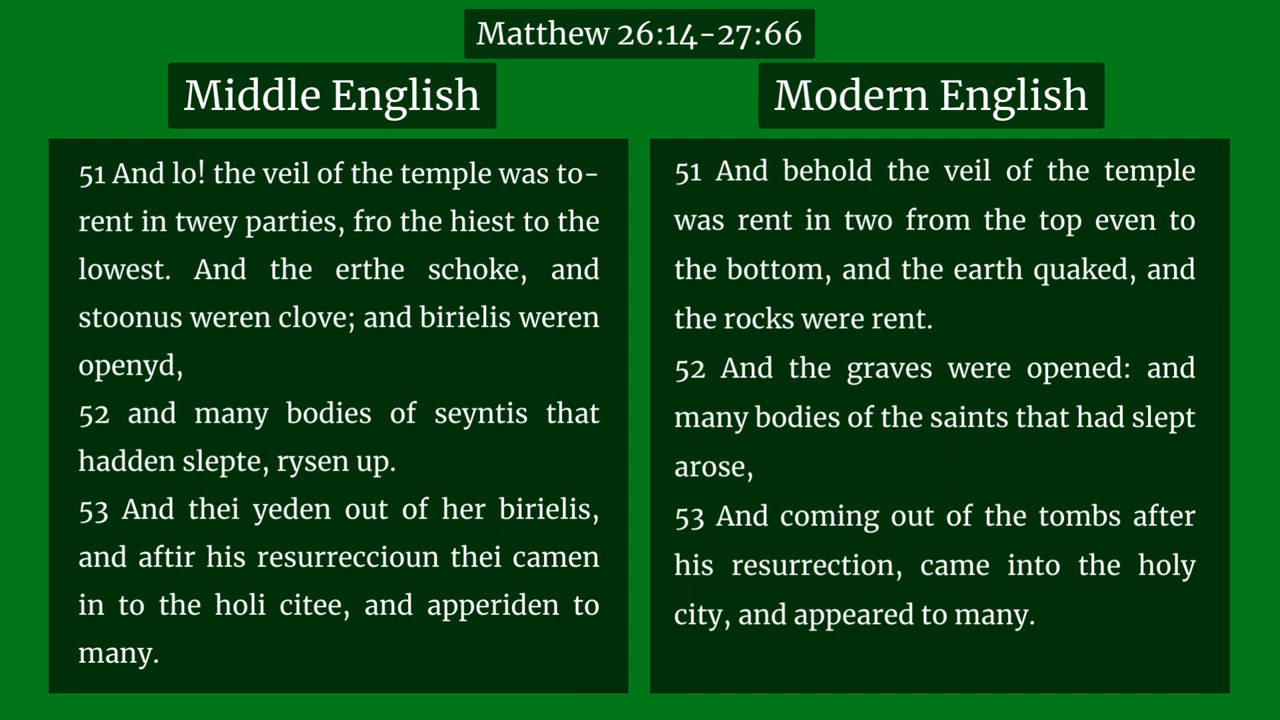 Matthew 26:14-27:66
Middle English
Modern English
51 And lo! the veil of the temple was to-
rent in twey parties, fro the hiest to the
lowest. And the erthe schoke, and
stoonus weren clove; and birielis weren
openyd,
52 and many bodies of seyntis that
hadden slepte, rysen up.
53 And thei yeden out of her birielis,
and aftir his resurreccioun thei camen
in to the holi citee, and apperiden to
many.
51 And behold the veil of the temple
was rent in two from the top even to
the bottom, and the earth quaked, and
the rocks were rent.
52 And the graves were opened: and
many bodies of the saints that had slept
arose,
53 And coming out of the tombs after
his resurrection, came into the holy
city, and appeared to many.